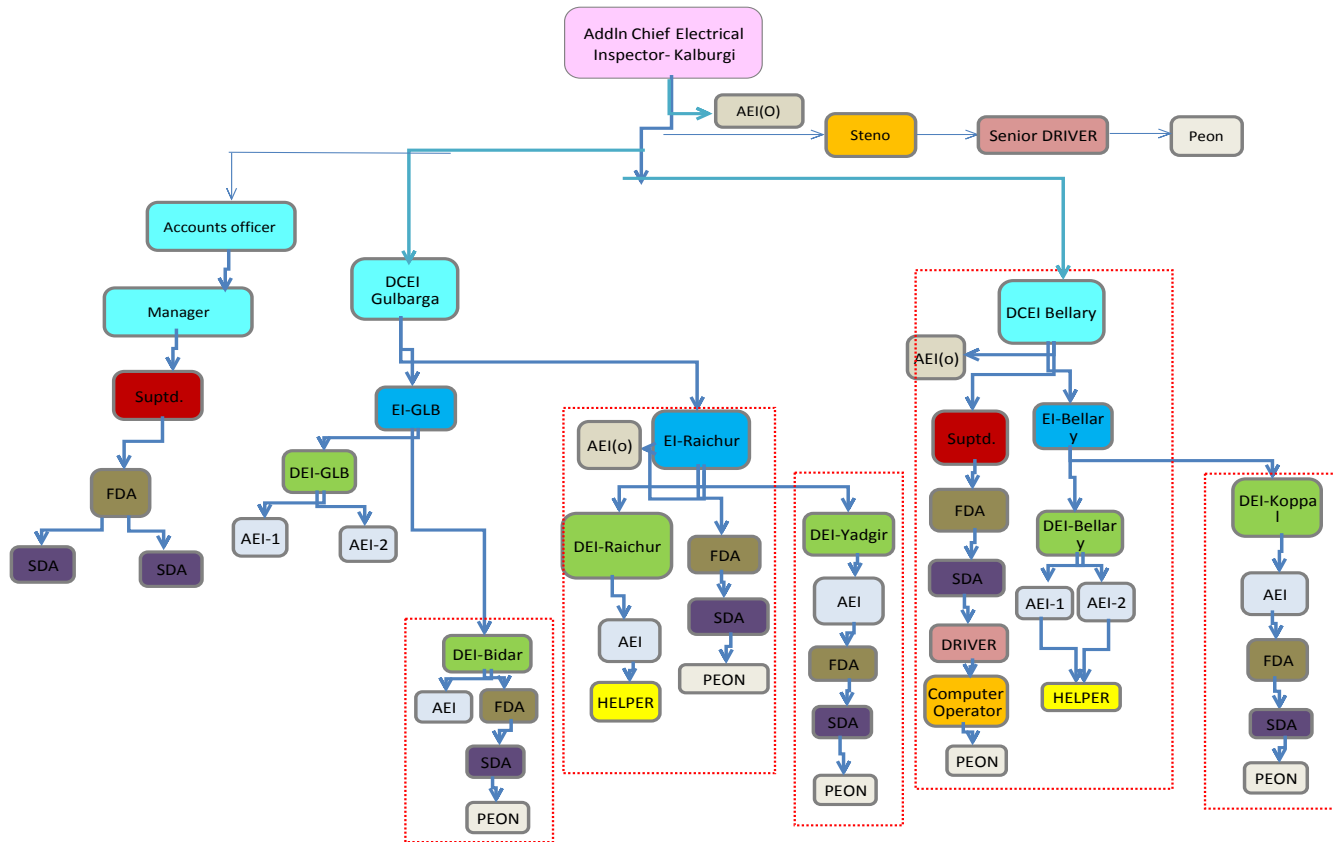 Addln Chief Electrical
Inspector- Kalburgi
AEI(O)
Steno
Senior DRIVER
Peon
Accounts officer
DCEI
Gulbarga
Manager
DCEI Bellary
AEI(o)
Suptd.
EI-GLB
EI-Raichur
AEI(o)
Suptd.
EI-Bellar
y
DEI-GLB
FDA
AEI-1
AEI-2
SDA
SDA
DEI-Raichur
FDA
DEI-Yadgir
FDA
DEI-Bellar
y
DEI-Koppa
l
AEI
SDA
AEI
SDA
AEI-1
AEI-2
AEI
DEI-Bidar
HELPER
PEON
FDA
DRIVER
FDA
AEI
FDA
SDA
Computer
Operator
HELPER
SDA
SDA
PEON
PEON
PEON
PEON